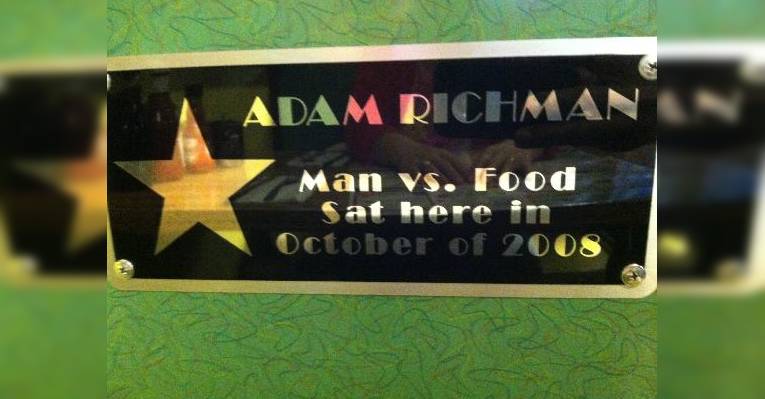 ADAM RICHMAN
Man vs. Food
Sat here in
October of 2008